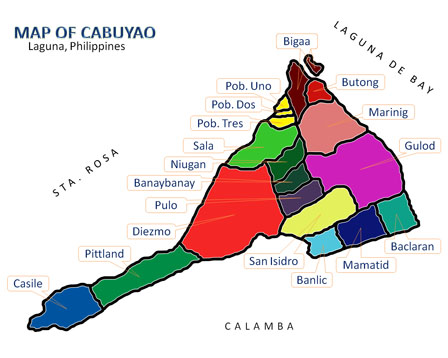 MAP OF CABUYAO
Laguna, Philippines
LAGUNA DE BAY
Bigaa
Butong
Pob. Uno
Pob. Dos
Pob. Tres
Marinig
Sala
Gulod
Niugan
STA. ROSA
Banaybanay
Pulo
Diezmo
Pittland
San Isidro
Baclaran
Mamatid
Banlic
Casile
CALAMBA